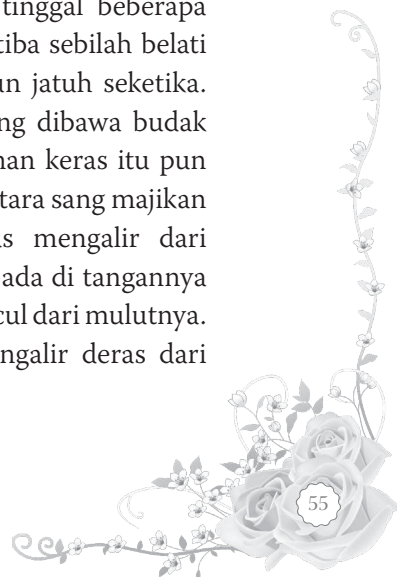 tinggal beberapa
tiba sebilah belati
un jatuh seketika.
ng dibawa budak
nan keras itu pun
tara sang majikan
as mengalir dari
ada di tangannya
cul dari mulutnya.
ngalir deras dari
55